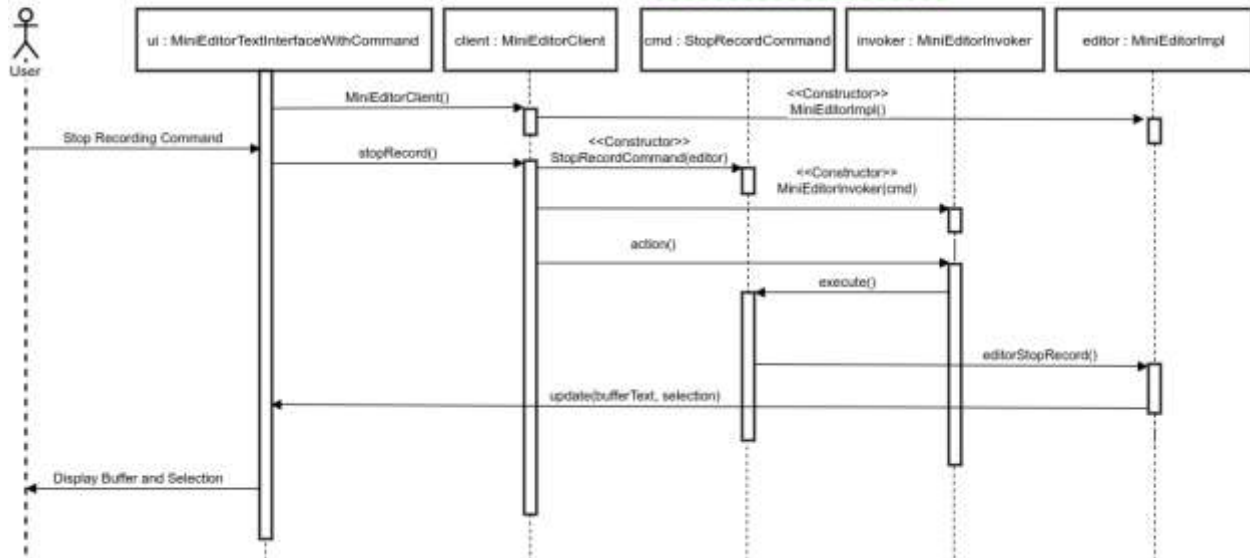 ui : MiniEditorTextInterfaceWithCommand
client : MiniEditorClient
cmd : StopRecordCommand
invoker : MiniEditorInvoker
editor : MiniEditorImpl
User
MiniEditorClient()
<<Constructor>>
MiniEditorImpl()
Stop Recording Command
stopRecord()
<<Constructor>>
StopRecordCommand(editor)
<<Constructor>>
MiniEditorInvoker(cmd)
action()
execute()
editorStopRecord()
update(bufferText, selection)
Display Buffer and Selection